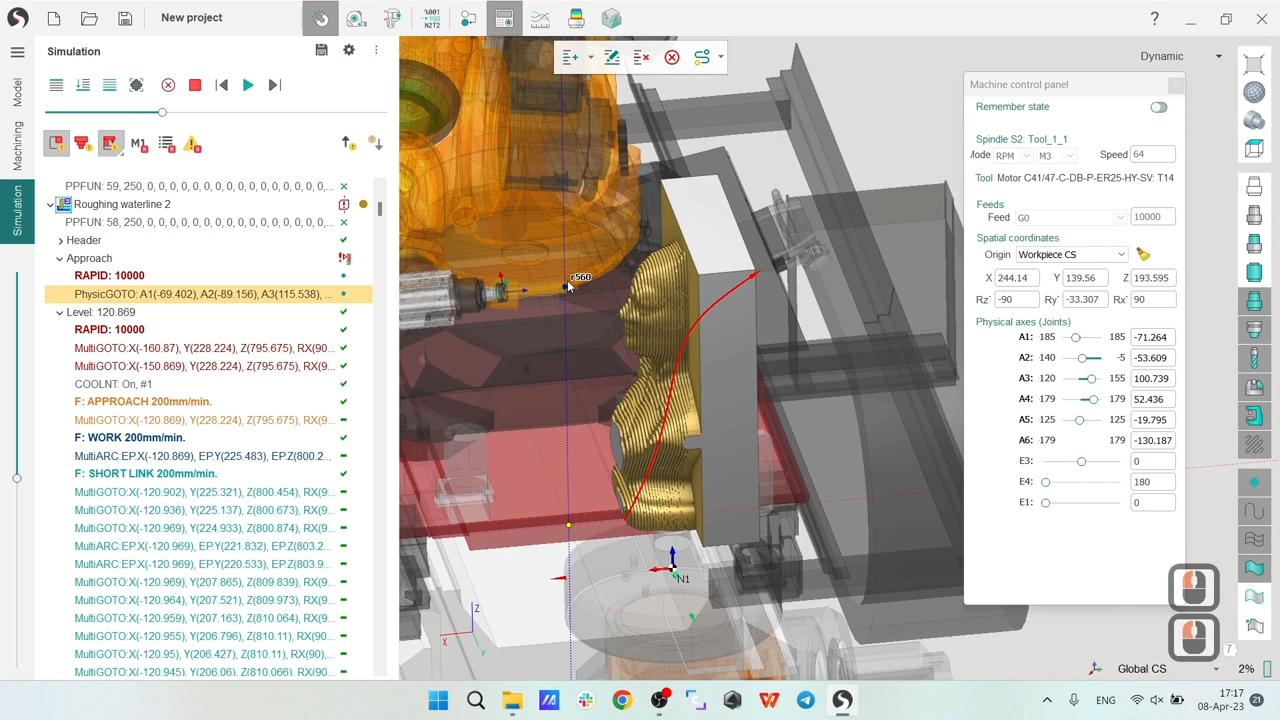 New project
%001
→1GO
N2T2
?
Simulation
Model
Machining
Simulation
M1
PPFUN: 59, 250, 0, 0, 0, 0, 0, 0, 0, 0, 0, 0, 0, 0,...
Roughing waterline 2
PPFUN: 58, 250, 0, 0, 0, 0, 0, 0, 0, 0, 0, 0, 0, 0,...
Header
Approach
RAPID: 10000
PhysicGOTO: A1(-69.402), A2(-89.156), A3(115.538), ...
Level: 120.869
RAPID: 10000
MultiGOTO:X(-160.87), Y(228.224), Z(795.675), RX(90...
MultiGOTO:X(-150.869), Y(228.224), Z(795.675), RX(9...
COOLNT: On, #1
F: APPROACH 200mm/min.
MultiGOTO:X(-120.869), Y(228.224), Z(795.675), RX(9...
F: WORK 200mm/min.
MultiARC:EP.X(-120.869), EP.Y(225.483), EP.Z(800.2...
F: SHORT LINK 200mm/min.
MultiGOTO:X(-120.902), Y(225.321), Z(800.454), RX(9...
MultiGOTO:X(-120.936), Y(225.137), Z(800.673), RX(9...
MultiGOTO:X(-120.969), Y(224.933), Z(800.874), RX(9...
MultiARC:EP.X(-120.969), EP.Y(221.832), EP.Z(803.2...
MultiARC:EP.X(-120.969), EP.Y(220.533), EP.Z(803.9...
MultiGOTO:X(-120.969), Y(207.865), Z(809.839), RX(9...
MultiGOTO:X(-120.964), Y(207.521), Z(809.973), RX(9...
MultiGOTO:X(-120.959), Y(207.163), Z(810.064), RX(9...
MultiGOTO:X(-120.955), Y(206.796), Z(810.11), RX(90...
MultiGOTO:X(-120.95), Y(206.427), Z(810.11), RX(90),...
MultiGOTO:X(-120.945), Y(206.06), Z(810.066), RX(90...
r560
N1
Z
X
Y
Dynamic
Machine control panel
Remember state
Spindle S2: Tool_1_1
Mode RPM M3 Speed 64
Tool Motor C41/47-C-DB-P-ER25-HY-SV: T14
Feeds
Feed G0 10000
Spatial coordinates
Origin Workpiece CS
X 244.14 Y 139.56 Z 193.595
Rz` -90 Ry` -33.307 Rx` 90
Physical axes (Joints)
A1: 185 185 -71.264
A2: 140 -5 -53.609
A3: 120 155 100.739
A4: 179 179 52.436
A5: 125 125 -19.795
A6: 179 179 -130.187
E3: 0
E4: 180
E1: 0
7
Global CS 2%
ENG
17:17
08-Apr-23